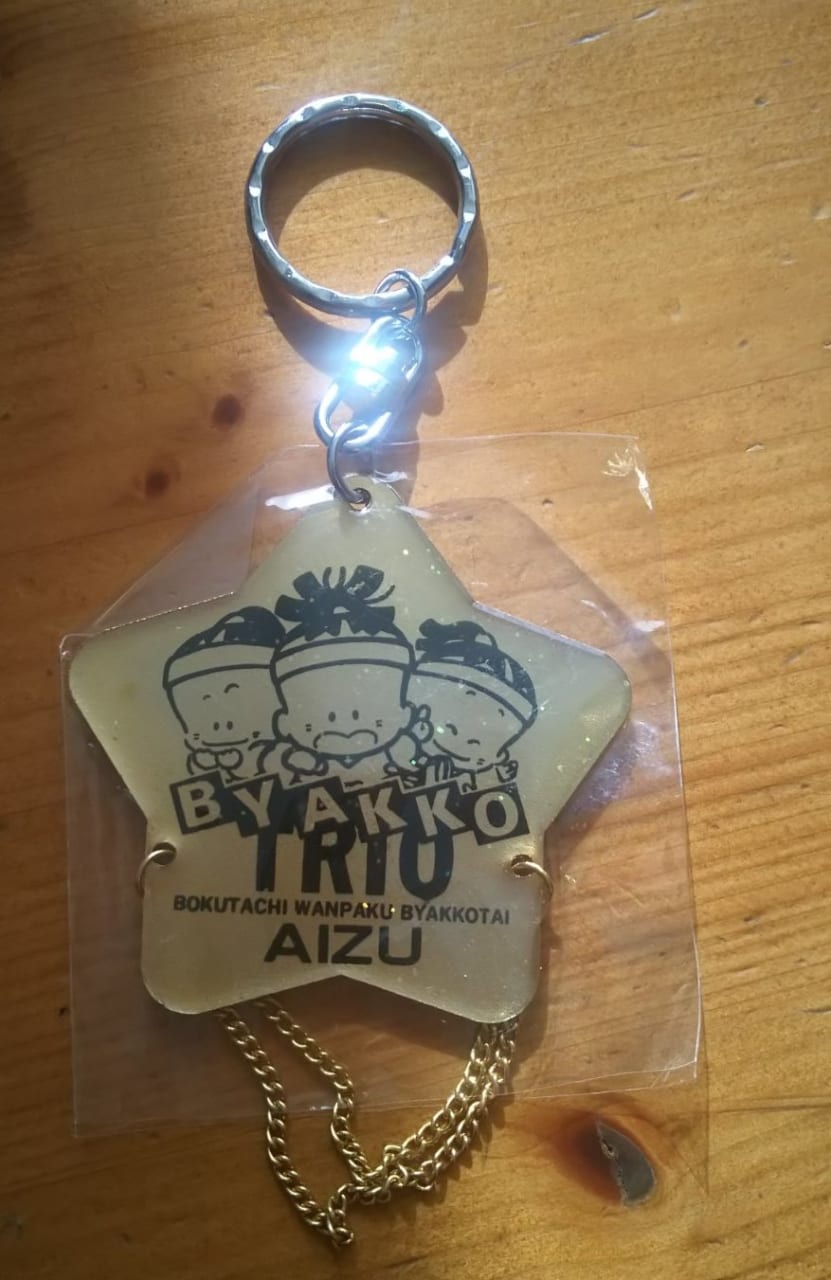 BYAKKO
TRIO
BOKUTACHI WANPAKU BYAKKOTAI
AIZU